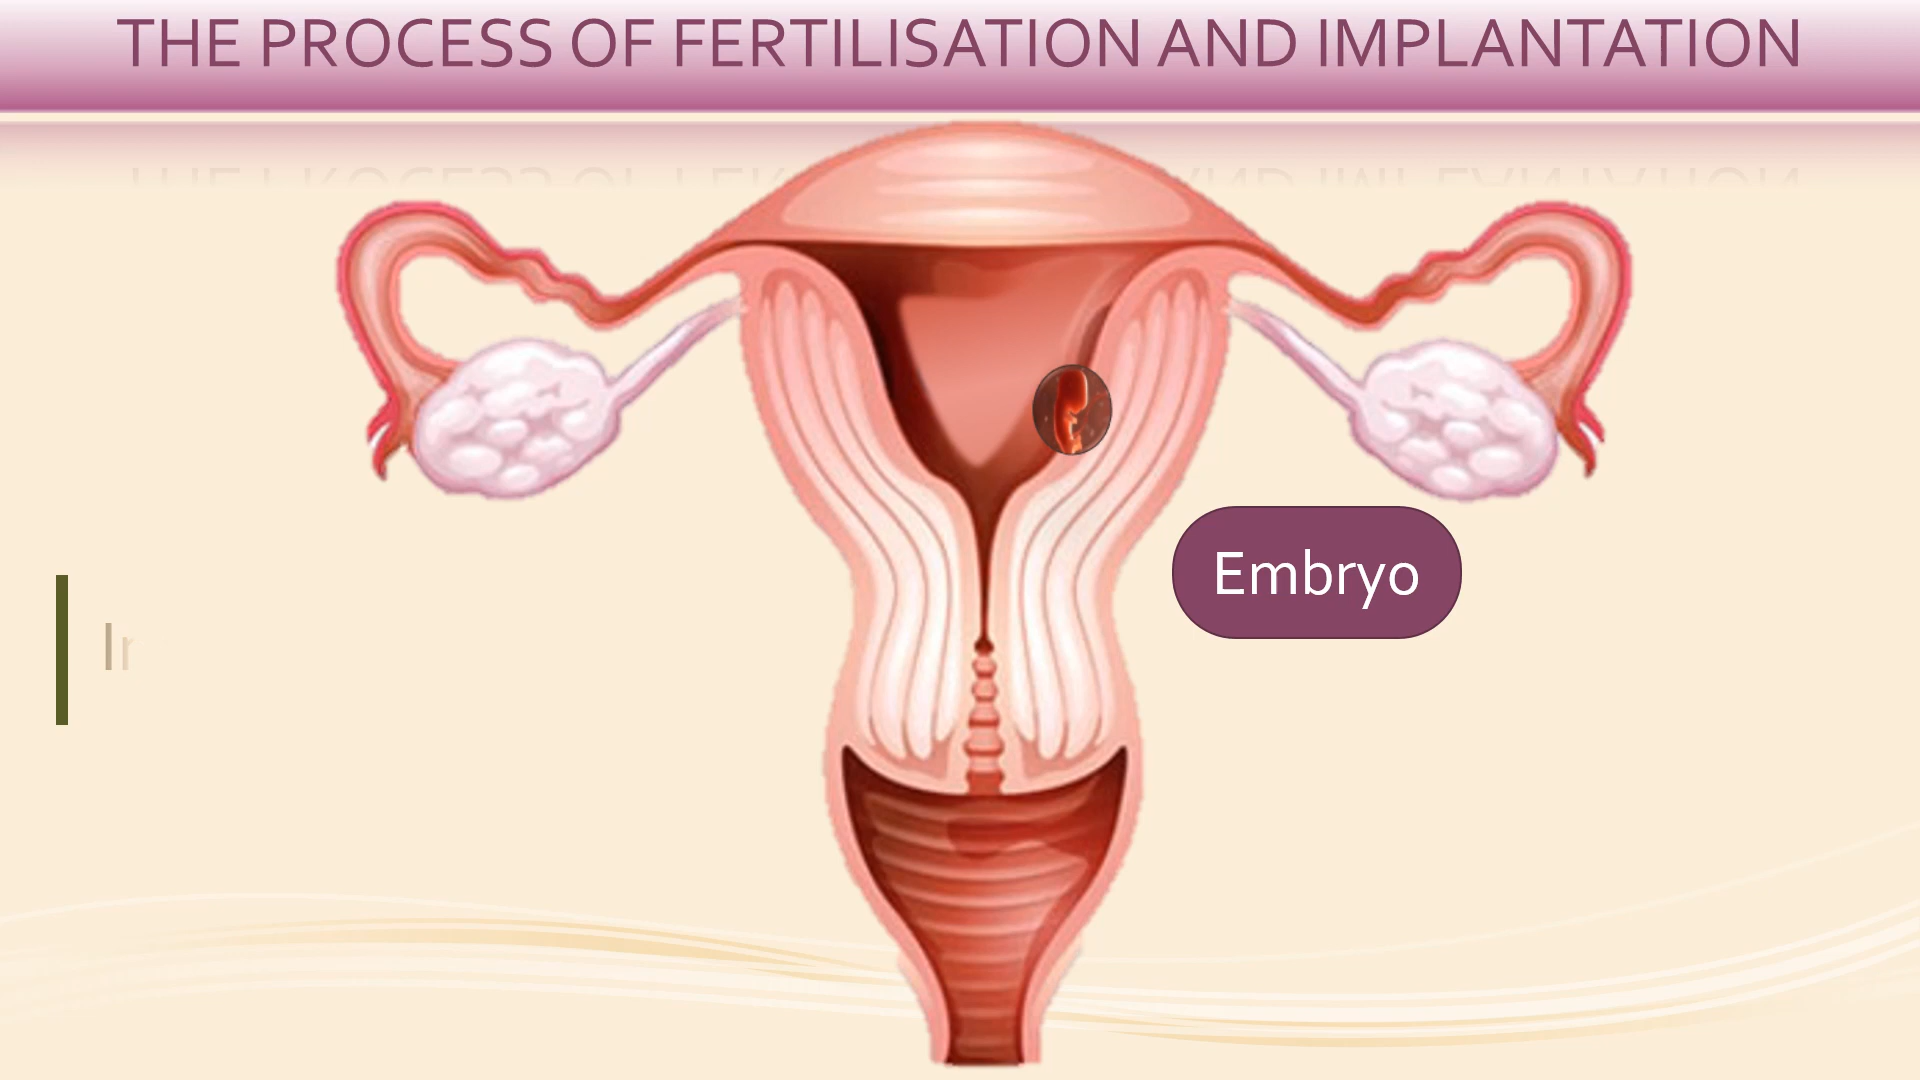 THE PROCESS OF FERTILISATION AND IMPLANTATION
Embryo